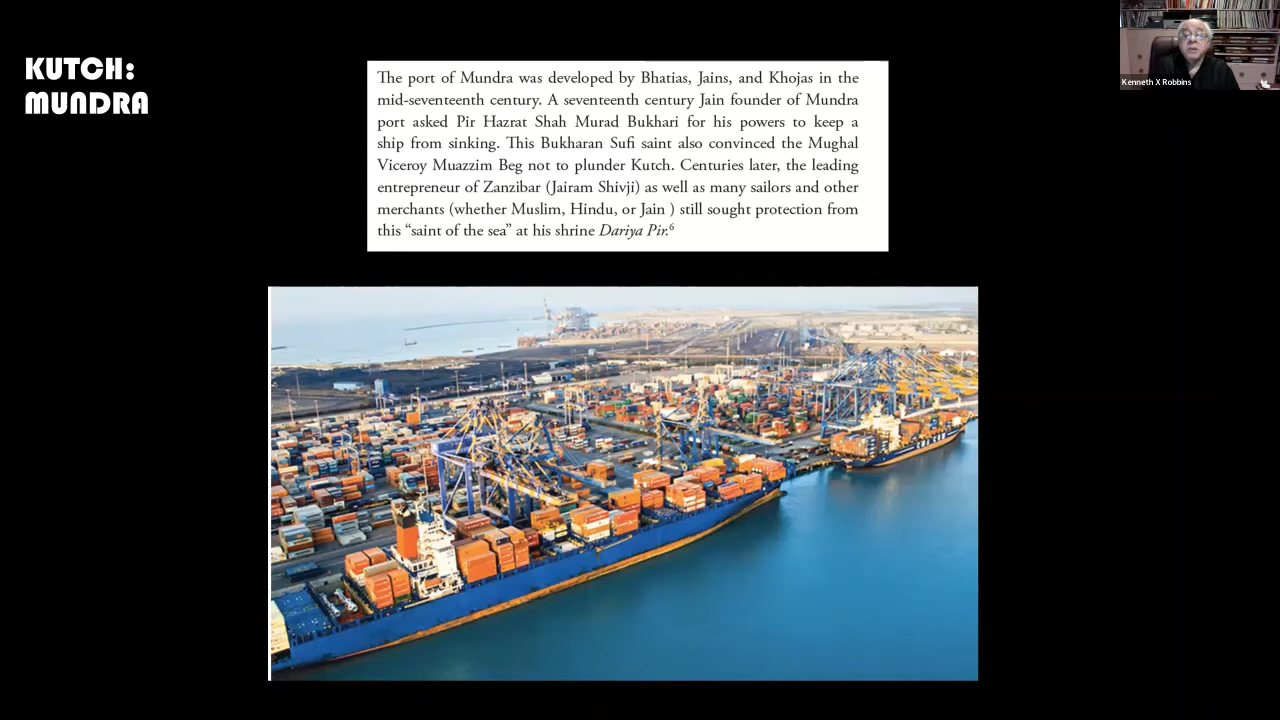 KUTCH:
MUNDRA
The port of Mundra was developed by Bhatias, Jains, and Khojas in the
mid-seventeenth century. A seventeenth century Jain founder of Mundra
port asked Pir Hazrat Shah Murad Bukhari for his powers to keep a
ship from sinking. This Bukharan Sufi saint also convinced the Mughal
Viceroy Muazzim Beg not to plunder Kutch. Centuries later, the leading
entrepreneur of Zanzibar (Jairam Shivji) as well as many sailors and other
merchants (whether Muslim, Hindu, or Jain ) still sought protection from
this “saint of the sea” at his shrine Dariya Pir.⁶
Kenneth X Robbins
CMA CGM